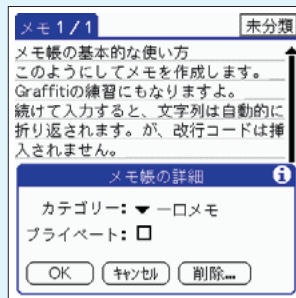 メモ 1/1
未分類
メモ帳の基本的な使い方
このようにしてメモを作成します。
Graffitiの練習にもなりますよ。
続けて入力すると、文字列は自動的に
折り返されます。が、改行コードは挿
入されません。
メモ帳の詳細
カテゴリー: 一口メモ
プライベート:
OK キャンセル 削除...